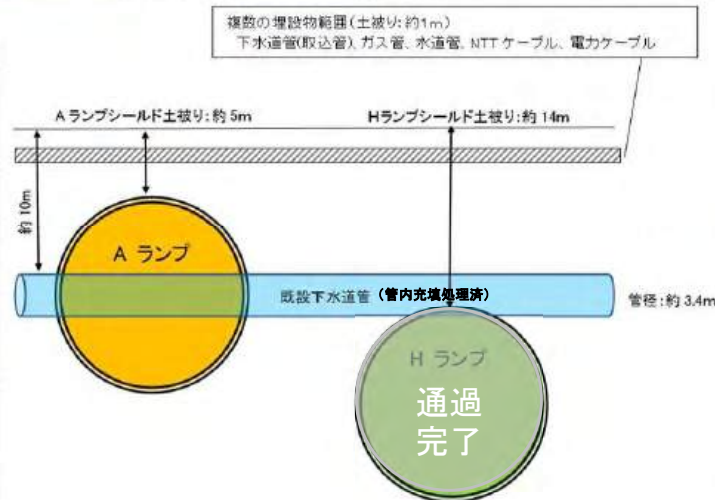 複数の埋設物範囲(土被り:約1m)
下水道管(取込管)、ガス管、水道管、NTTケーブル、電力ケーブル
Aランプシールド土被り:約5m
Hランプシールド土被り:約14m
約10m
A ランプ
既設下水道管(管内充填処理済)
管径:約3.4m
H ランプ
通過
完了